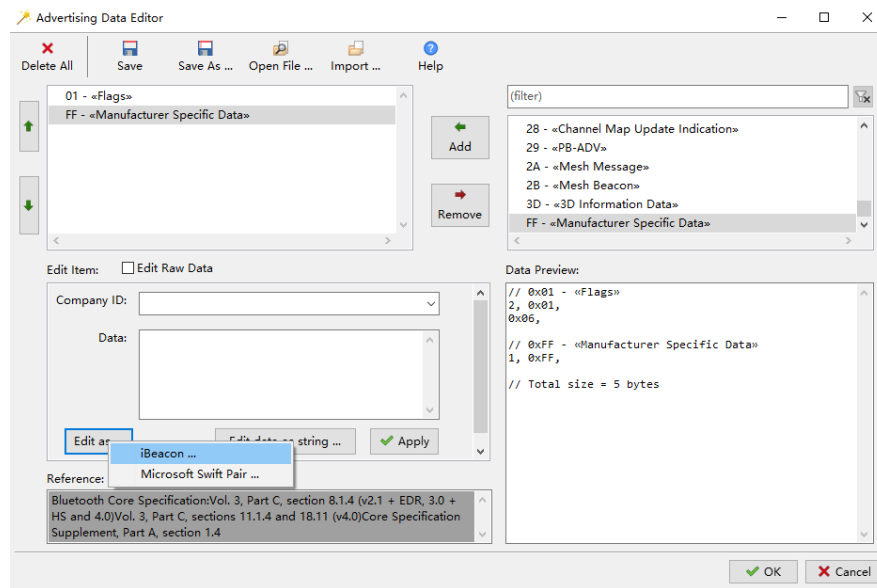 Advertising Data Editor
Delete All
Save
Save As ...
Open File ...
Import ...
Help
01 - «Flags»
FF - «Manufacturer Specific Data»
Add
Remove
(filter)
28 - «Channel Map Update Indication»
29 - «PB-ADV»
2A - «Mesh Message»
2B - «Mesh Beacon»
3D - «3D Information Data»
FF - «Manufacturer Specific Data»
Edit Item:
Edit Raw Data
Company ID:
Data:
Edit as
string ...
Apply
iBeacon ...
Microsoft Swift Pair ...
Reference:
Bluetooth Core Specification:Vol. 3, Part C, section 8.1.4 (v2.1 + EDR, 3.0 +
HS and 4.0)Vol. 3, Part C, sections 11.1.4 and 18.11 (v4.0)Core Specification
Supplement, Part A, section 1.4
Data Preview:
// 0x01 - «Flags»
2, 0x01,
0x06,
// 0xFF - «Manufacturer Specific Data»
1, 0xFF,
// Total size = 5 bytes
OK
Cancel